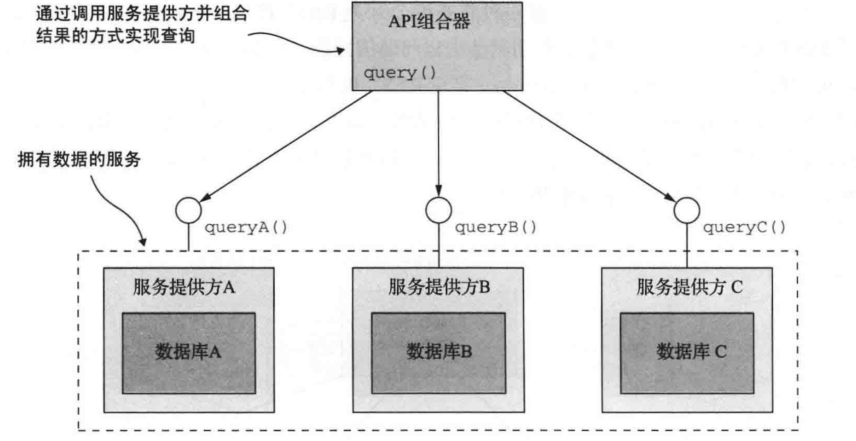 通过调用服务提供方并组合
结果的方式实现查询
API组合器
query()
拥有数据的服务
queryA()
queryB()
queryC()
服务提供方A
服务提供方B
服务提供方 C
数据库A
数据库B
数据库 C